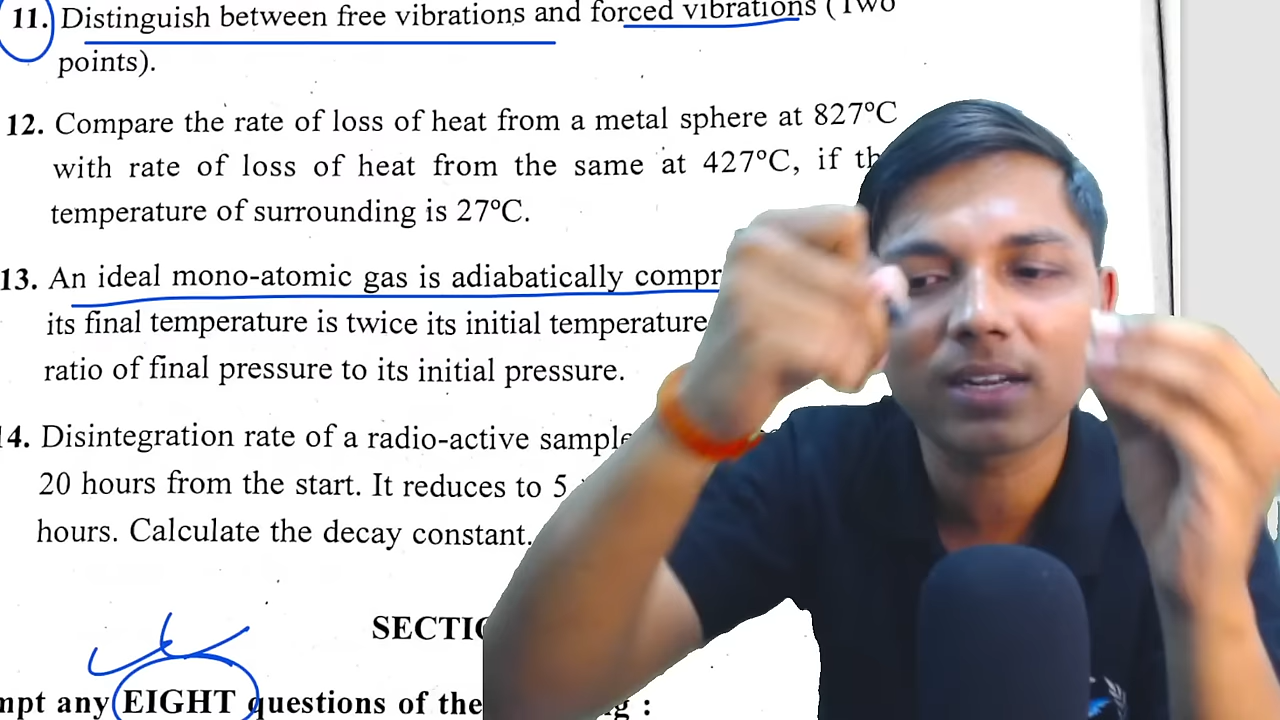 11. Distinguish between free vibrations and forced vibrations (Two
points).
12. Compare the rate of loss of heat from a metal sphere at 827ºC
with rate of loss of heat from the same at 427ºC, if
temperature of surrounding is 27ºC.
13. An ideal mono-atomic gas is adiabatically compr
its final temperature is twice its initial temperature
ratio of final pressure to its initial pressure.
14. Disintegration rate of a radio-active sample
20 hours from the start. It reduces to 5
hours. Calculate the decay constant.
SECTI
mpt any EIGHT questions of the :